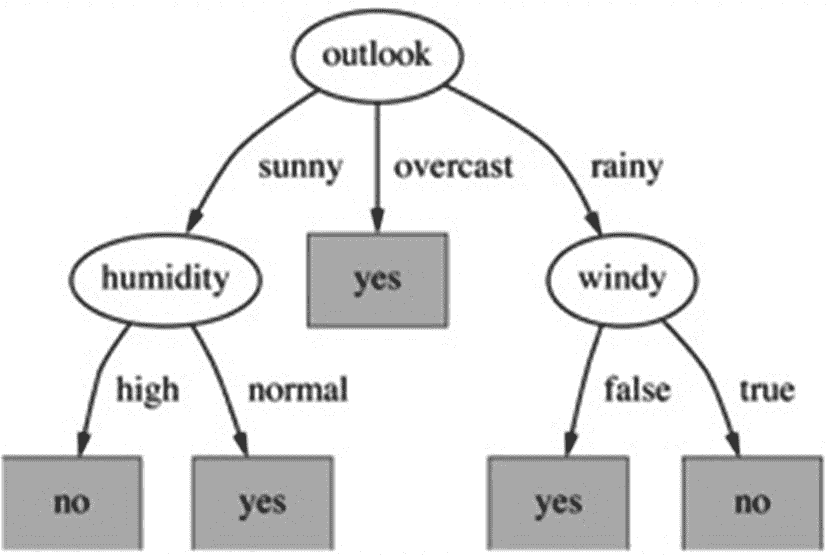 outlook
sunny overcast rainy
humidity yes windy
high normal false true
no yes yes no